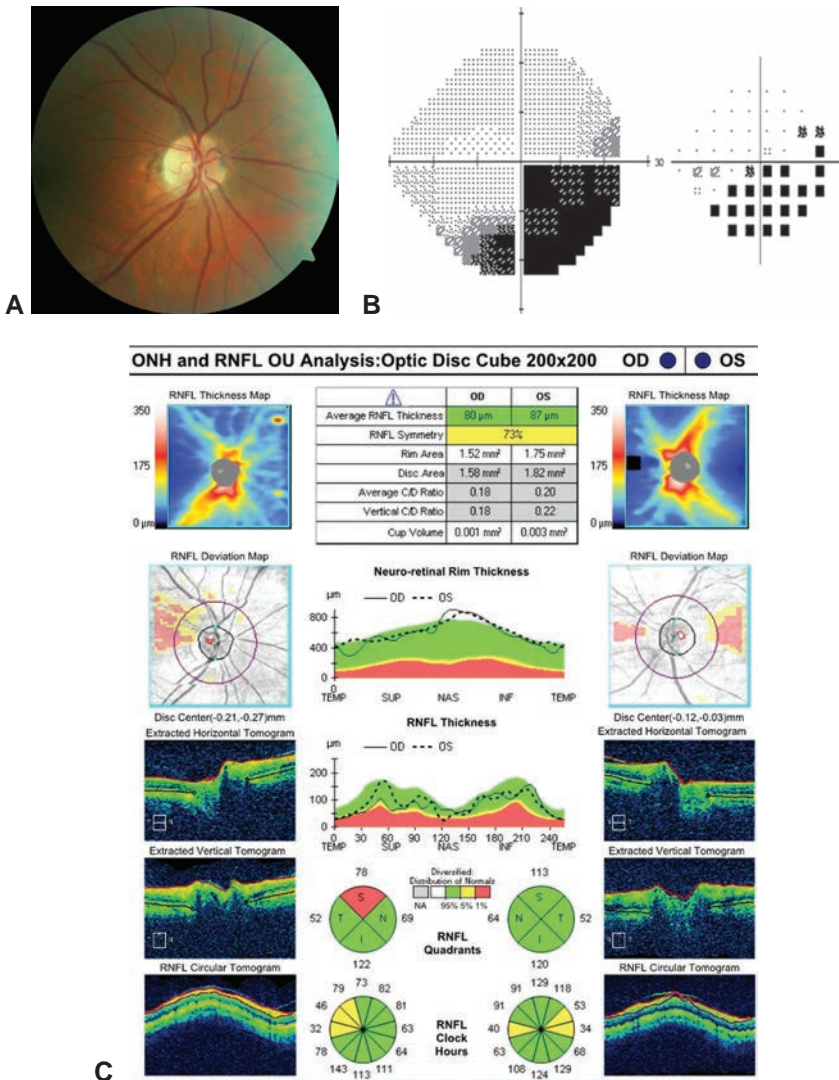 A
B
30
ONH and RNFL OU Analysis:Optic Disc Cube 200x200 OD OS
RNFL Thickness Map
350
175
0 µm
OD OS
Average RNFL Thickness 80 µm 87 µm
RNFL Symmetry 73%
Rim Area 1.52 mm² 1.75 mm²
Disc Area 1.58 mm² 1.82 mm²
Average C/D Ratio 0.18 0.20
Vertical C/D Ratio 0.18 0.22
Cup Volume 0.001 mm³ 0.003 mm³
RNFL Thickness Map
350
175
0 µm
RNFL Deviation Map
Disc Center(-0.21,-0.27)mm
Neuro-retinal Rim Thickness
µm OD OS
800
400
0
0
TEMP SUP NAS INF TEMP
RNFL Deviation Map
Disc Center(-0.12,-0.03)mm
Extracted Horizontal Tomogram
RNFL Thickness
µm OD OS
200
100
0
0 30 60 90 120 150 180 210 240
TEMP SUP NAS INF TEMP
Extracted Horizontal Tomogram
Extracted Vertical Tomogram
78
S
52 T N 69
I
122
Diversified:
Distribution of Normals
NA 95% 5% 1%
RNFL
Quadrants
113
S
64 N T 52
I
120
Extracted Vertical Tomogram
RNFL Circular Tomogram
73
79 82
46 81
32 63
78 64
143 111
113
RNFL
Clock
Hours
129
91 118
91 53
40 34
63 68
108 129
124
RNFL Circular Tomogram
C